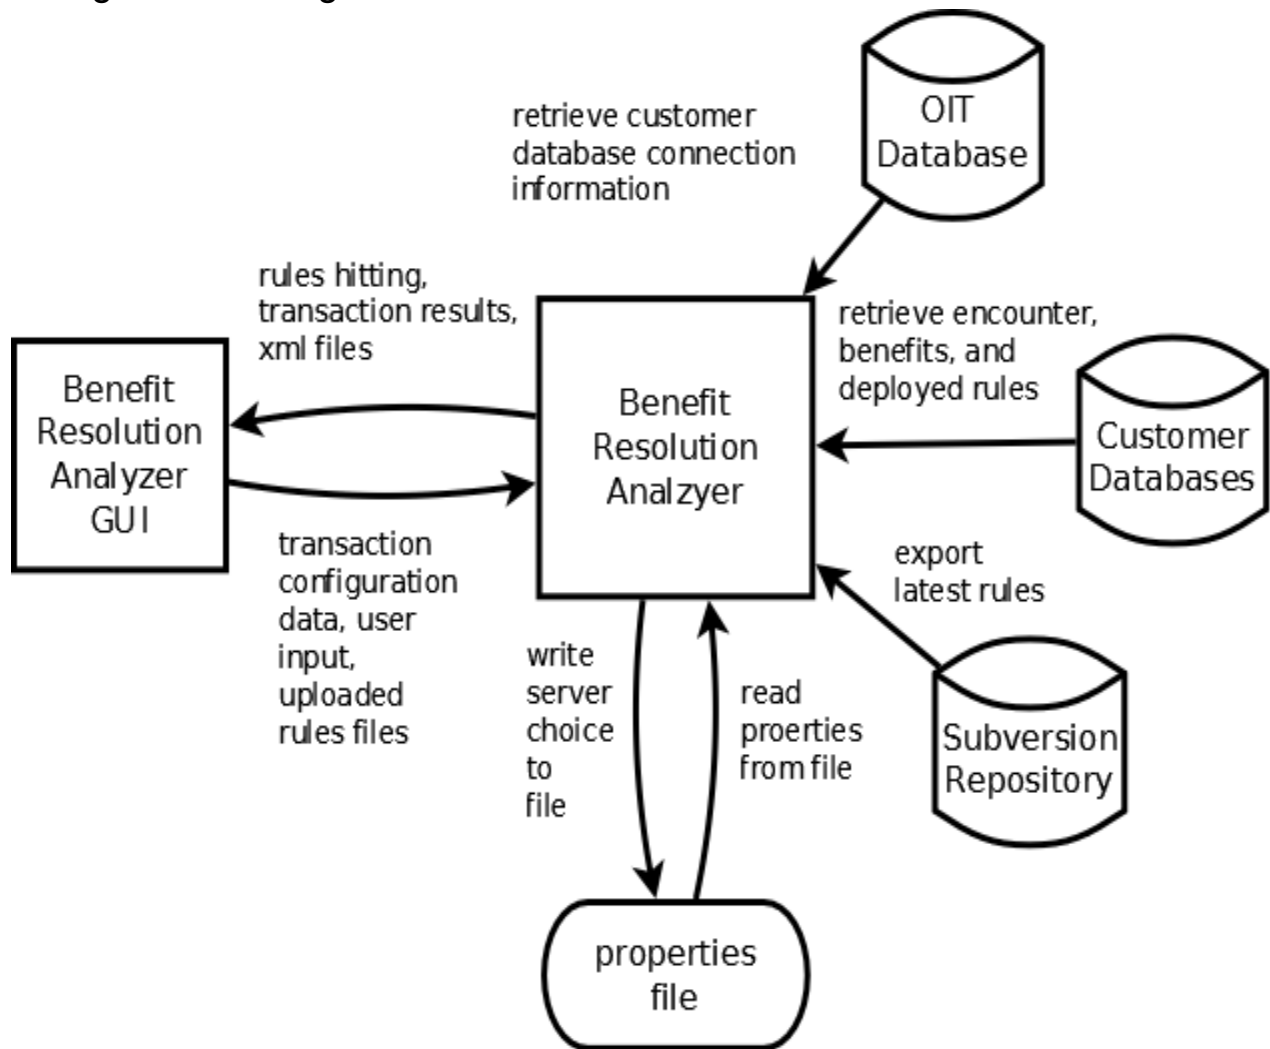 OIT
Database
retrieve customer
database connection
information
rules hitting,
transaction results,
xml files
retrieve encounter,
benefits, and
deployed rules
Benefit
Resolution
Analyzer
GUI
Benefit
Resolution
Analzyer
Customer
Databases
transaction
configuration
data, user
input,
uploaded
rules files
export
latest rules
write
server
choice
to
file
read
proerties
from file
Subversion
Repository
properties
file